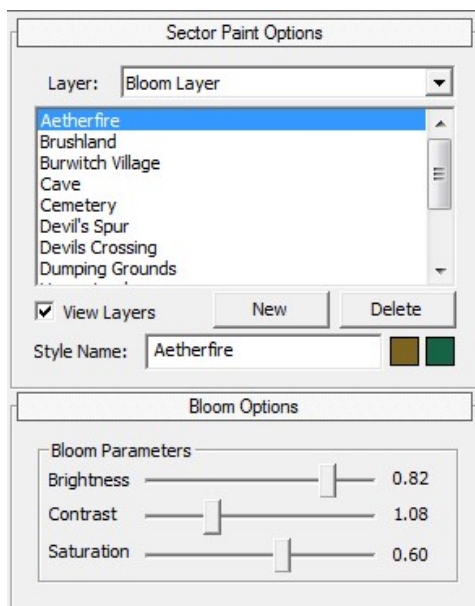 Sector Paint Options
Layer: Bloom Layer
Aetherfire
Brushland
Burwitch Village
Cave
Cemetery
Devil's Spur
Devils Crossing
Dumping Grounds
View Layers New Delete
Style Name: Aetherfire
Bloom Options
Bloom Parameters
Brightness 0.82
Contrast 1.08
Saturation 0.60